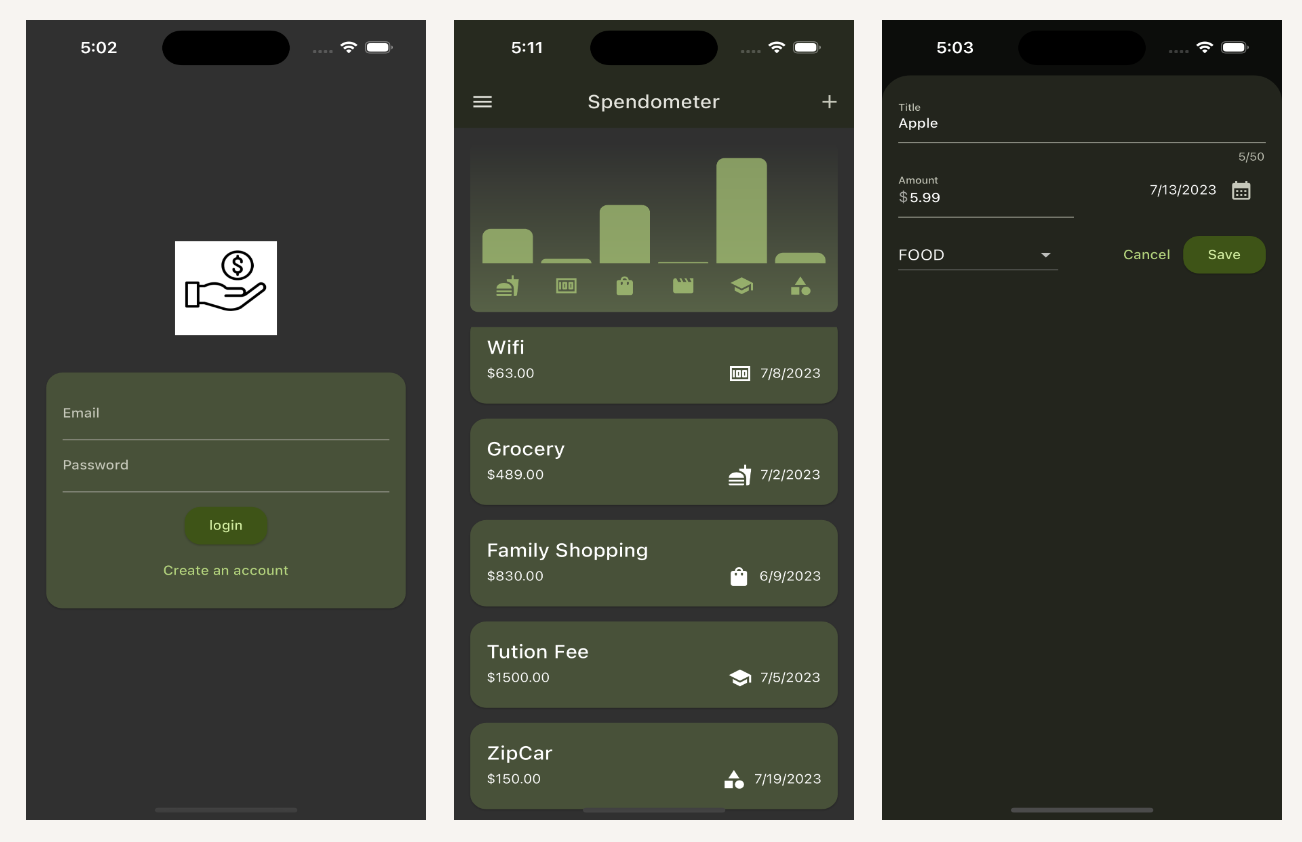 5:02
$
Email
Password
login
Create an account
5:11
Spendometer
100
Wifi
$63.00
100 7/8/2023
Grocery
$489.00
7/2/2023
Family Shopping
$830.00
6/9/2023
Tution Fee
$1500.00
7/5/2023
ZipCar
$150.00
7/19/2023
5:03
Title
Apple
5/50
Amount
$5.99
7/13/2023
FOOD
Cancel
Save